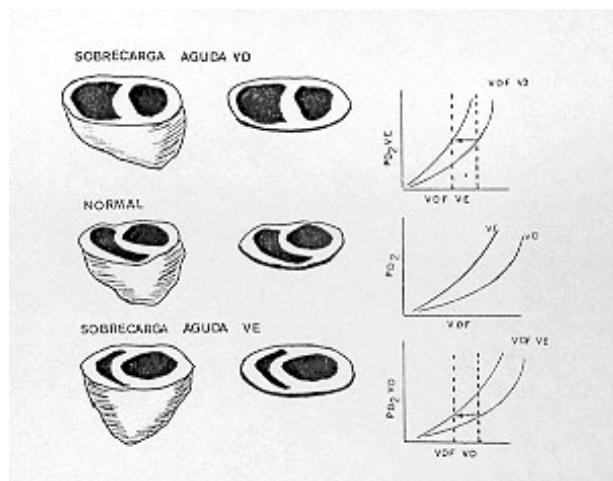 SOBRECARGA AGUDA VD
VDF VD
PD2 VE
VDF VE
NORMAL
VE
VD
PD2
VDF
SOBRECARGA AGUDA VE
VDF VE
PD2 VD
VDF VD